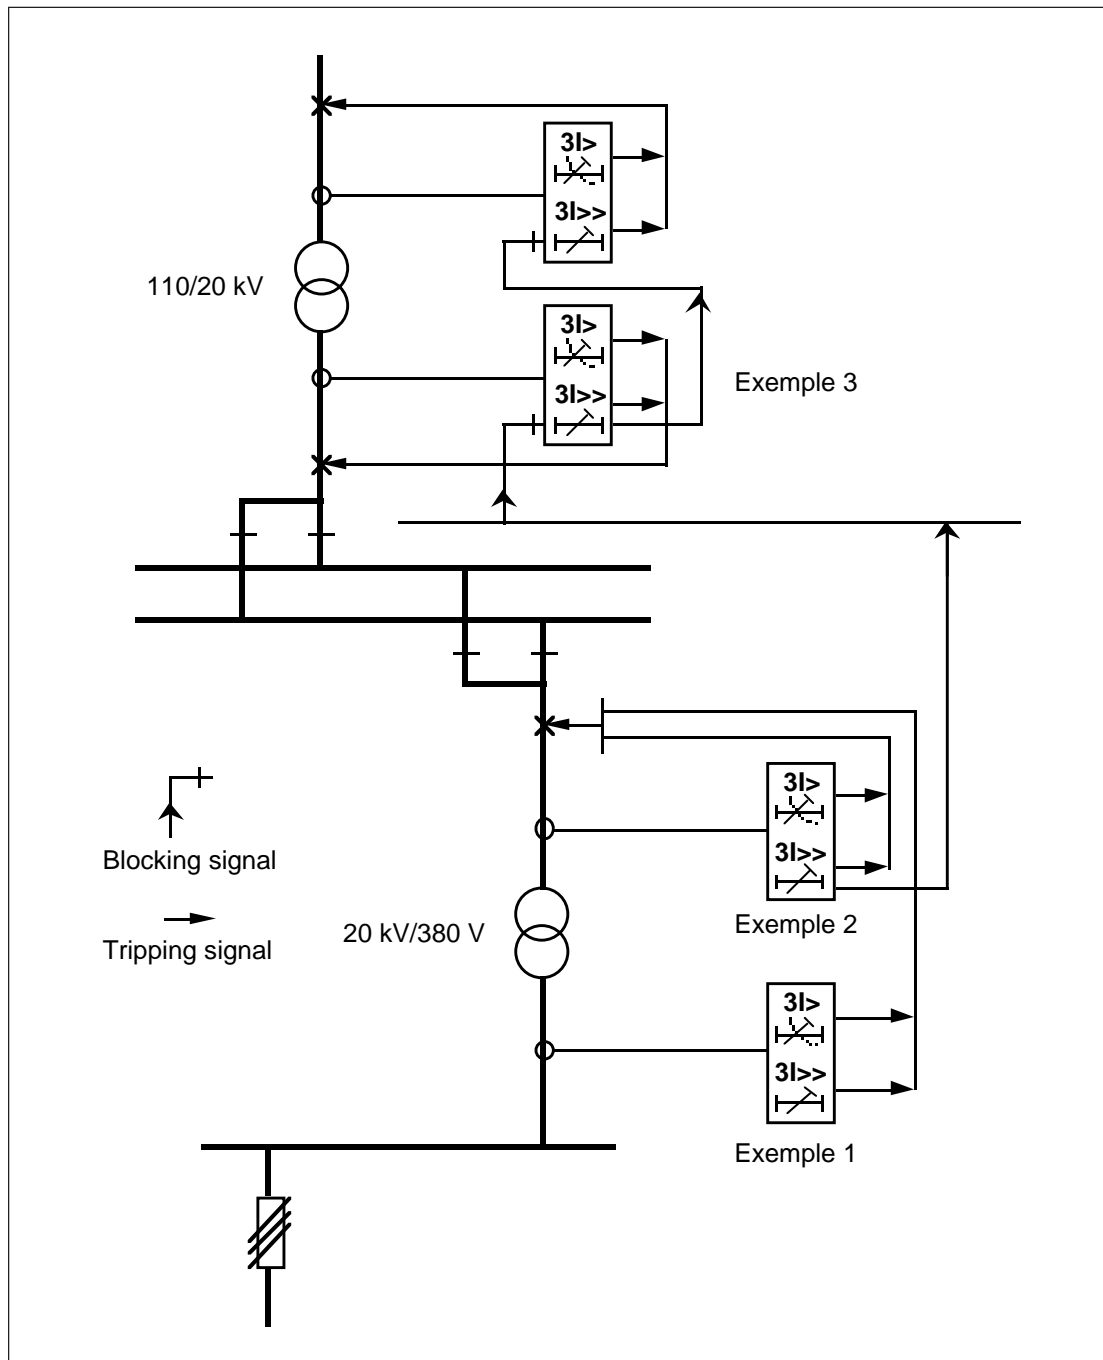 3I>
3I>>
110/20 kV
3I>
3I>>
Exemple 3
3I>
3I>>
Blocking signal
Exemple 2
20 kV/380 V
Tripping signal
3I>
3I>>
Exemple 1